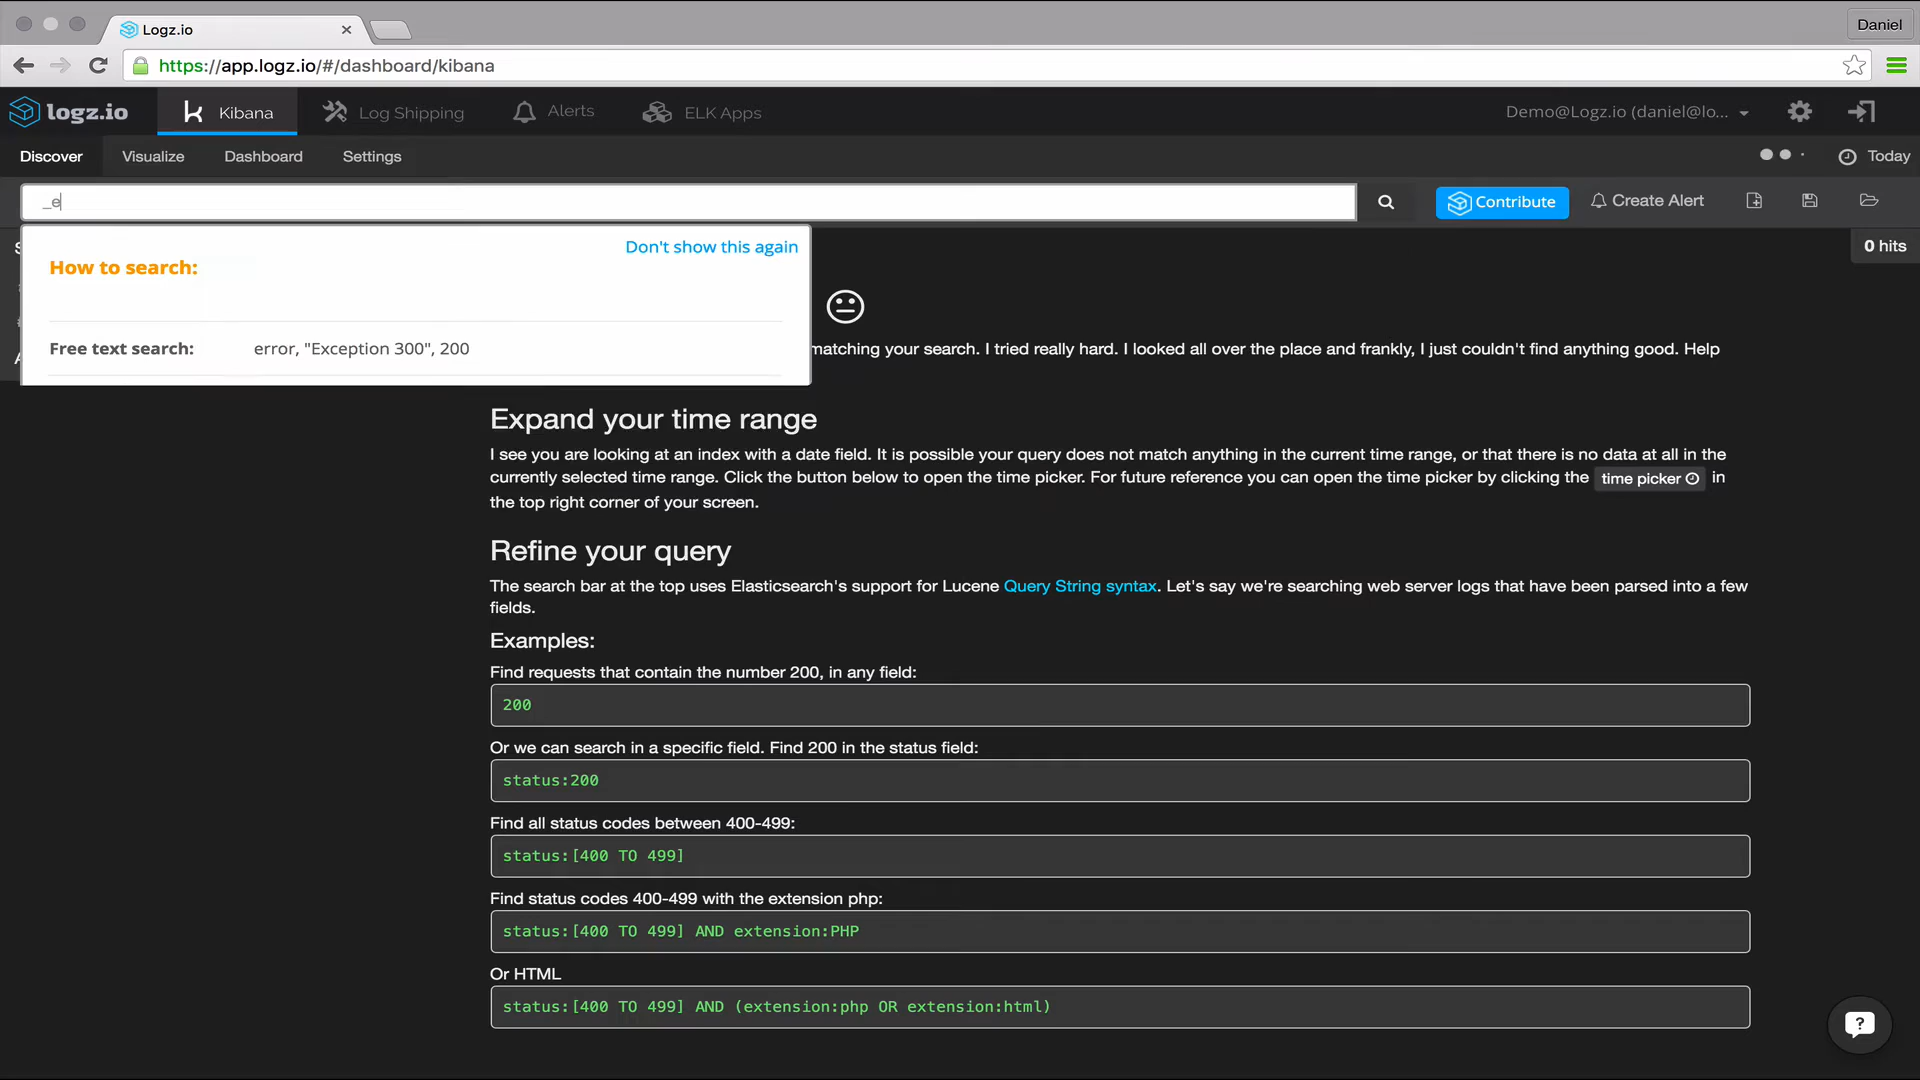 Logz.io
Daniel
https://app.logz.io/#/dashboard/kibana
logz.io
Kibana
Log Shipping
Alerts
ELK Apps
Demo@Logz.io (daniel@lo...
Discover
Visualize
Dashboard
Settings
Today
_e
Contribute
Create Alert
Don't show this again
0 hits
How to search:
Free text search: error, "Exception 300", 200
matching your search. I tried really hard. I looked all over the place and frankly, I just couldn't find anything good. Help
Expand your time range
I see you are looking at an index with a date field. It is possible your query does not match anything in the current time range, or that there is no data at all in the
currently selected time range. Click the button below to open the time picker. For future reference you can open the time picker by clicking the time picker in
the top right corner of your screen.
Refine your query
The search bar at the top uses Elasticsearch's support for Lucene Query String syntax. Let's say we're searching web server logs that have been parsed into a few
fields.
Examples:
Find requests that contain the number 200, in any field:
200
Or we can search in a specific field. Find 200 in the status field:
status:200
Find all status codes between 400-499:
status:[400 TO 499]
Find status codes 400-499 with the extension php:
status:[400 TO 499] AND extension:PHP
Or HTML
status:[400 TO 499] AND (extension:php OR extension:html)